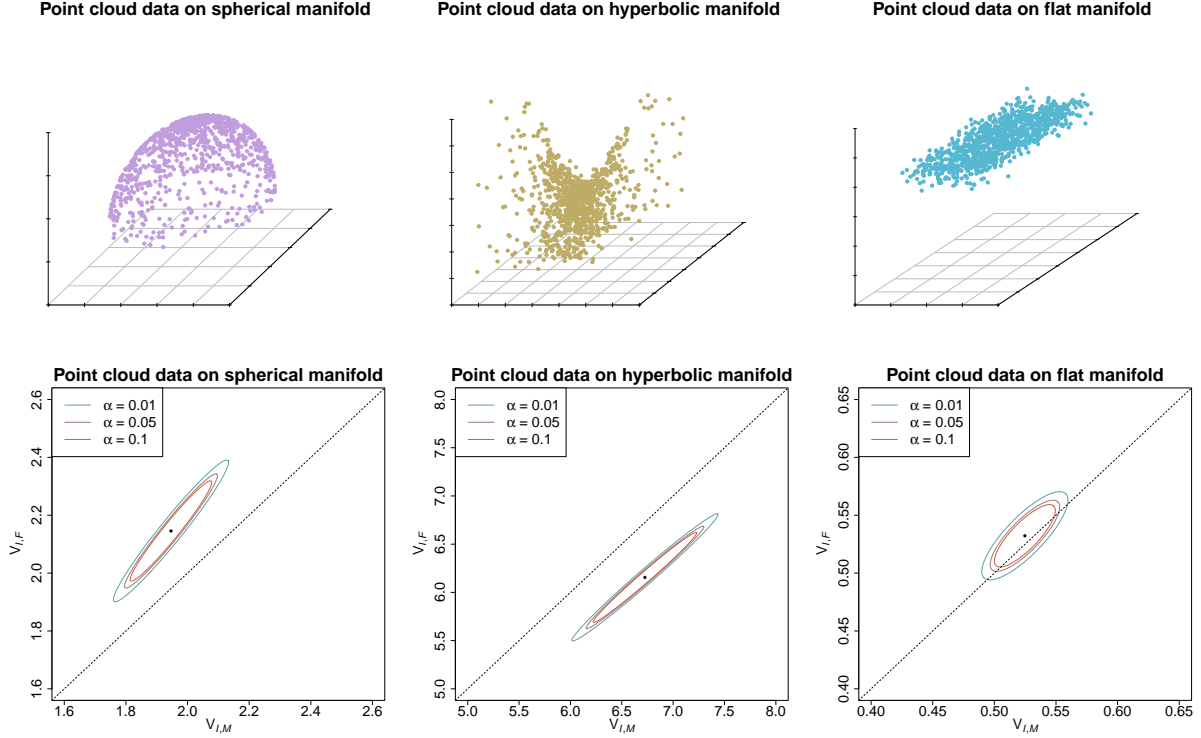 Point cloud data on spherical manifold
Point cloud data on hyperbolic manifold
Point cloud data on flat manifold
Point cloud data on spherical manifold
α = 0.01
α = 0.05
α = 0.1
2.6
2.4
2.2
2.0
1.8
1.6
V_{I,F}
1.6 1.8 2.0 2.2 2.4 2.6
V_{I,M}
Point cloud data on hyperbolic manifold
α = 0.01
α = 0.05
α = 0.1
8.0
7.5
7.0
6.5
6.0
5.5
5.0
V_{I,F}
5.0 5.5 6.0 6.5 7.0 7.5 8.0
V_{I,M}
Point cloud data on flat manifold
α = 0.01
α = 0.05
α = 0.1
0.65
0.60
0.55
0.50
0.45
0.40
V_{I,F}
0.40 0.45 0.50 0.55 0.60 0.65
V_{I,M}